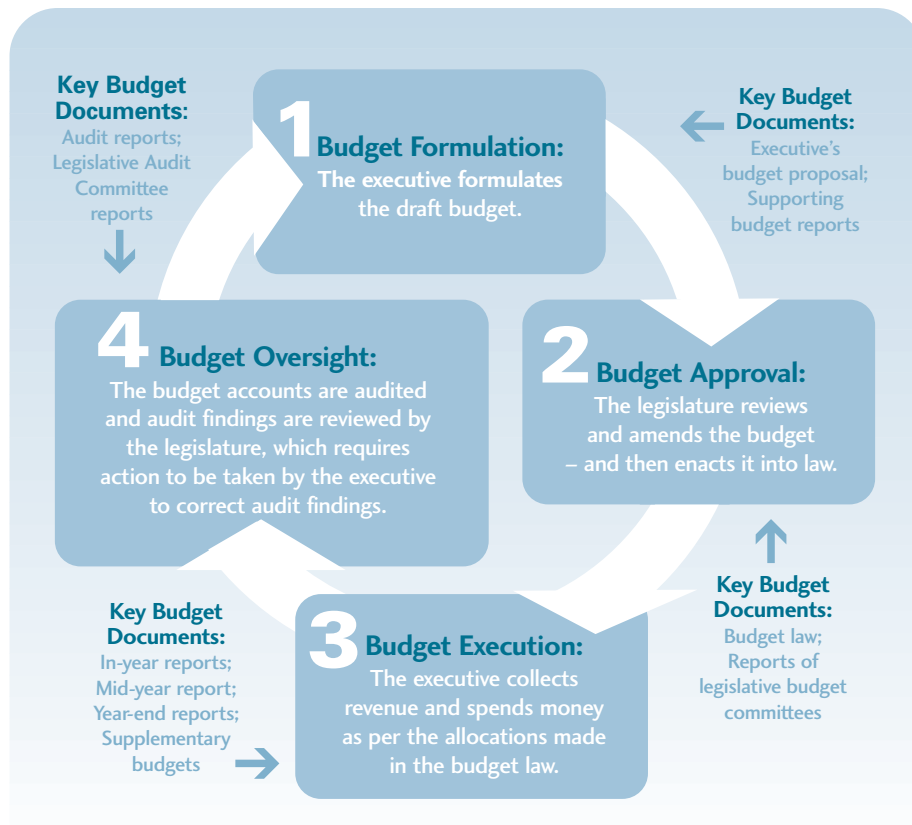 1
Budget Formulation:
The executive formulates
the draft budget.
Key Budget
Documents:
Executive's
budget proposal;
Supporting
budget reports
2
Budget Approval:
The legislature reviews
and amends the budget
– and then enacts it into law.
Key Budget
Documents:
Budget law;
Reports of
legislative budget
committees
3
Budget Execution:
The executive collects
revenue and spends money
as per the allocations made
in the budget law.
Key Budget
Documents:
In-year reports;
Mid-year report;
Year-end reports;
Supplementary
budgets
4
Budget Oversight:
The budget accounts are audited
and audit findings are reviewed by
the legislature, which requires
action to be taken by the executive
to correct audit findings.
Key Budget
Documents:
Audit reports;
Legislative Audit
Committee
reports